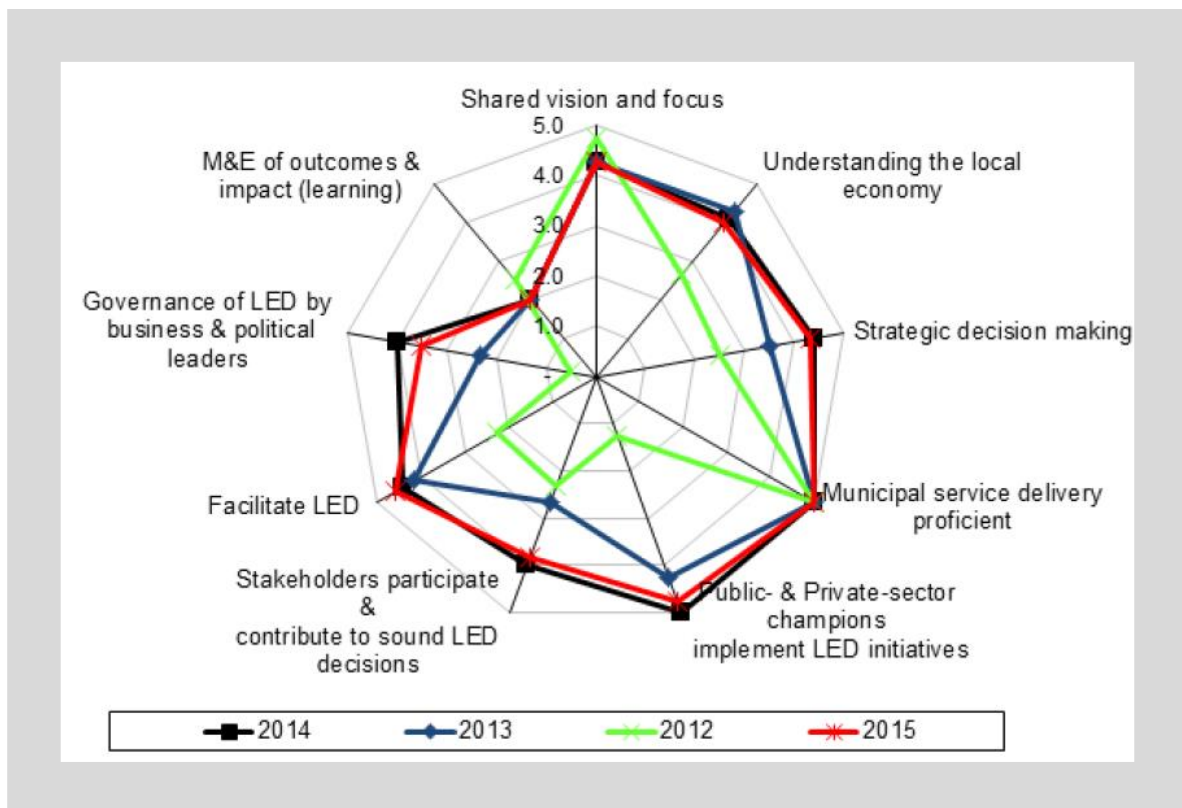 Shared vision and focus
5.0
4.0
3.0
2.0
1.0
-
Understanding the local
economy
Strategic decision making
Municipal service delivery
proficient
Public- & Private-sector
champions
implement LED initiatives
Stakeholders participate
&
contribute to sound LED
decisions
Facilitate LED
Governance of LED by
business & political
leaders
M&E of outcomes &
impact (learning)
2014
2013
2012
2015